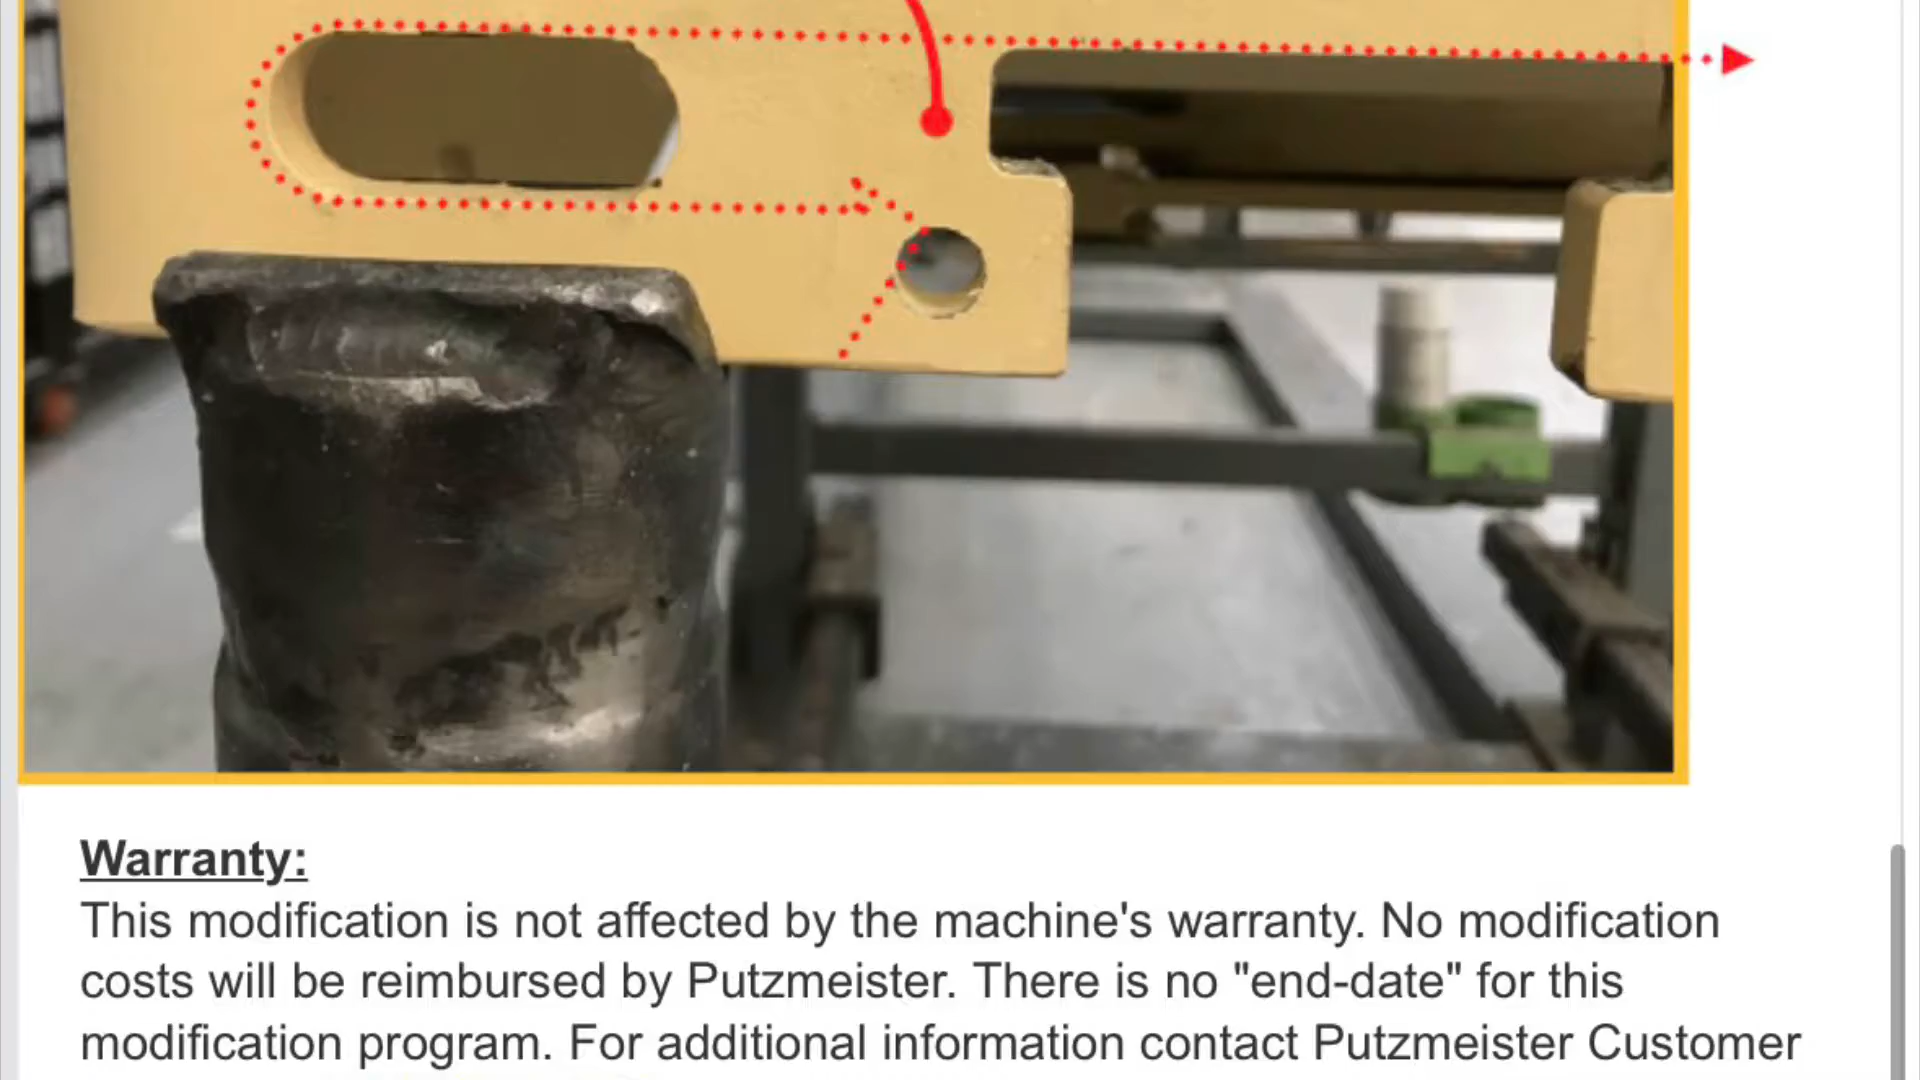 Warranty:
This modification is not affected by the machine's warranty. No modification
costs will be reimbursed by Putzmeister. There is no "end-date" for this
modification program. For additional information contact Putzmeister Customer